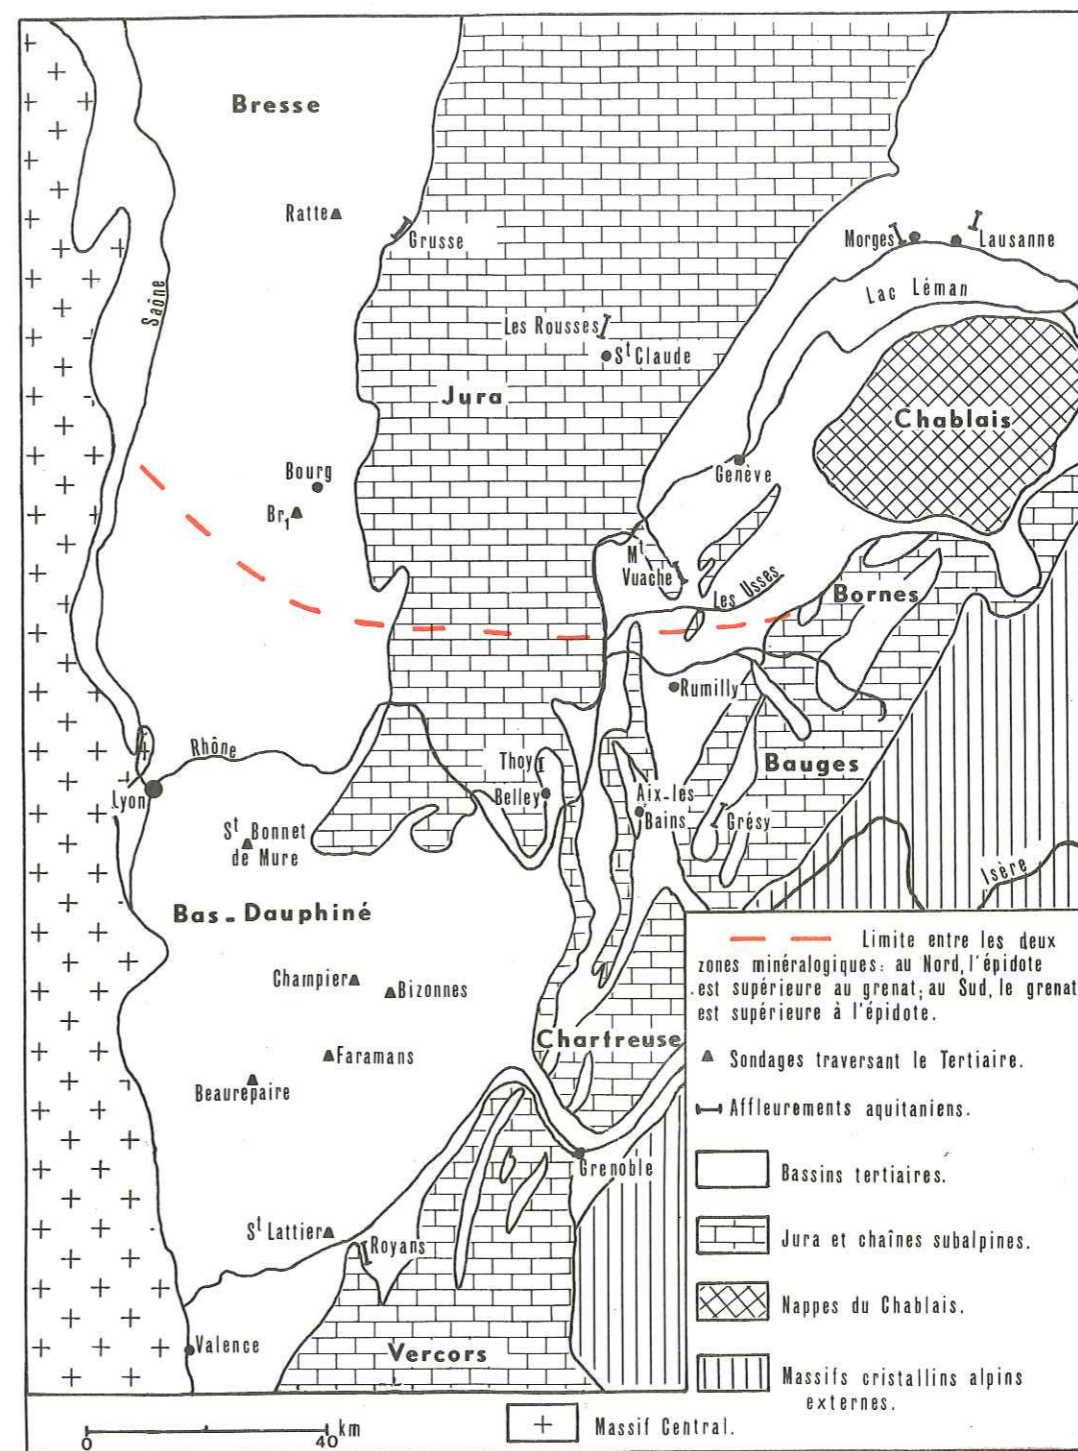 Bresse
Ratte
Grusse
Morges
Lausanne
Saône
Lac Léman
Les Rousses
St Claude
Jura
Chablais
Bourg
Genève
Br1
Mt
Vuache
Les Usses
Bornes
Rumilly
Rhône
Thoy
Bauges
Lyon
Belley
Aix-les
Bains
Grésy
St Bonnet
de Mure
Isère
Bas-Dauphiné
Limite entre les deux
zones minéralogiques: au Nord, l'épidote
est supérieure au grenat; au Sud, le grenat
est supérieure à l'épidote.
Champier
Bizonnes
Chartreuse
Faramans
Sondages traversant le Tertiaire.
Beaurepaire
Affleurements aquitaniens.
Grenoble
Bassins tertiaires.
St Lattier
Royans
Jura et chaînes subalpines.
Nappes du Chablais.
Valence
Vercors
Massifs cristallins alpins
externes.
km
0 40
Massif Central.